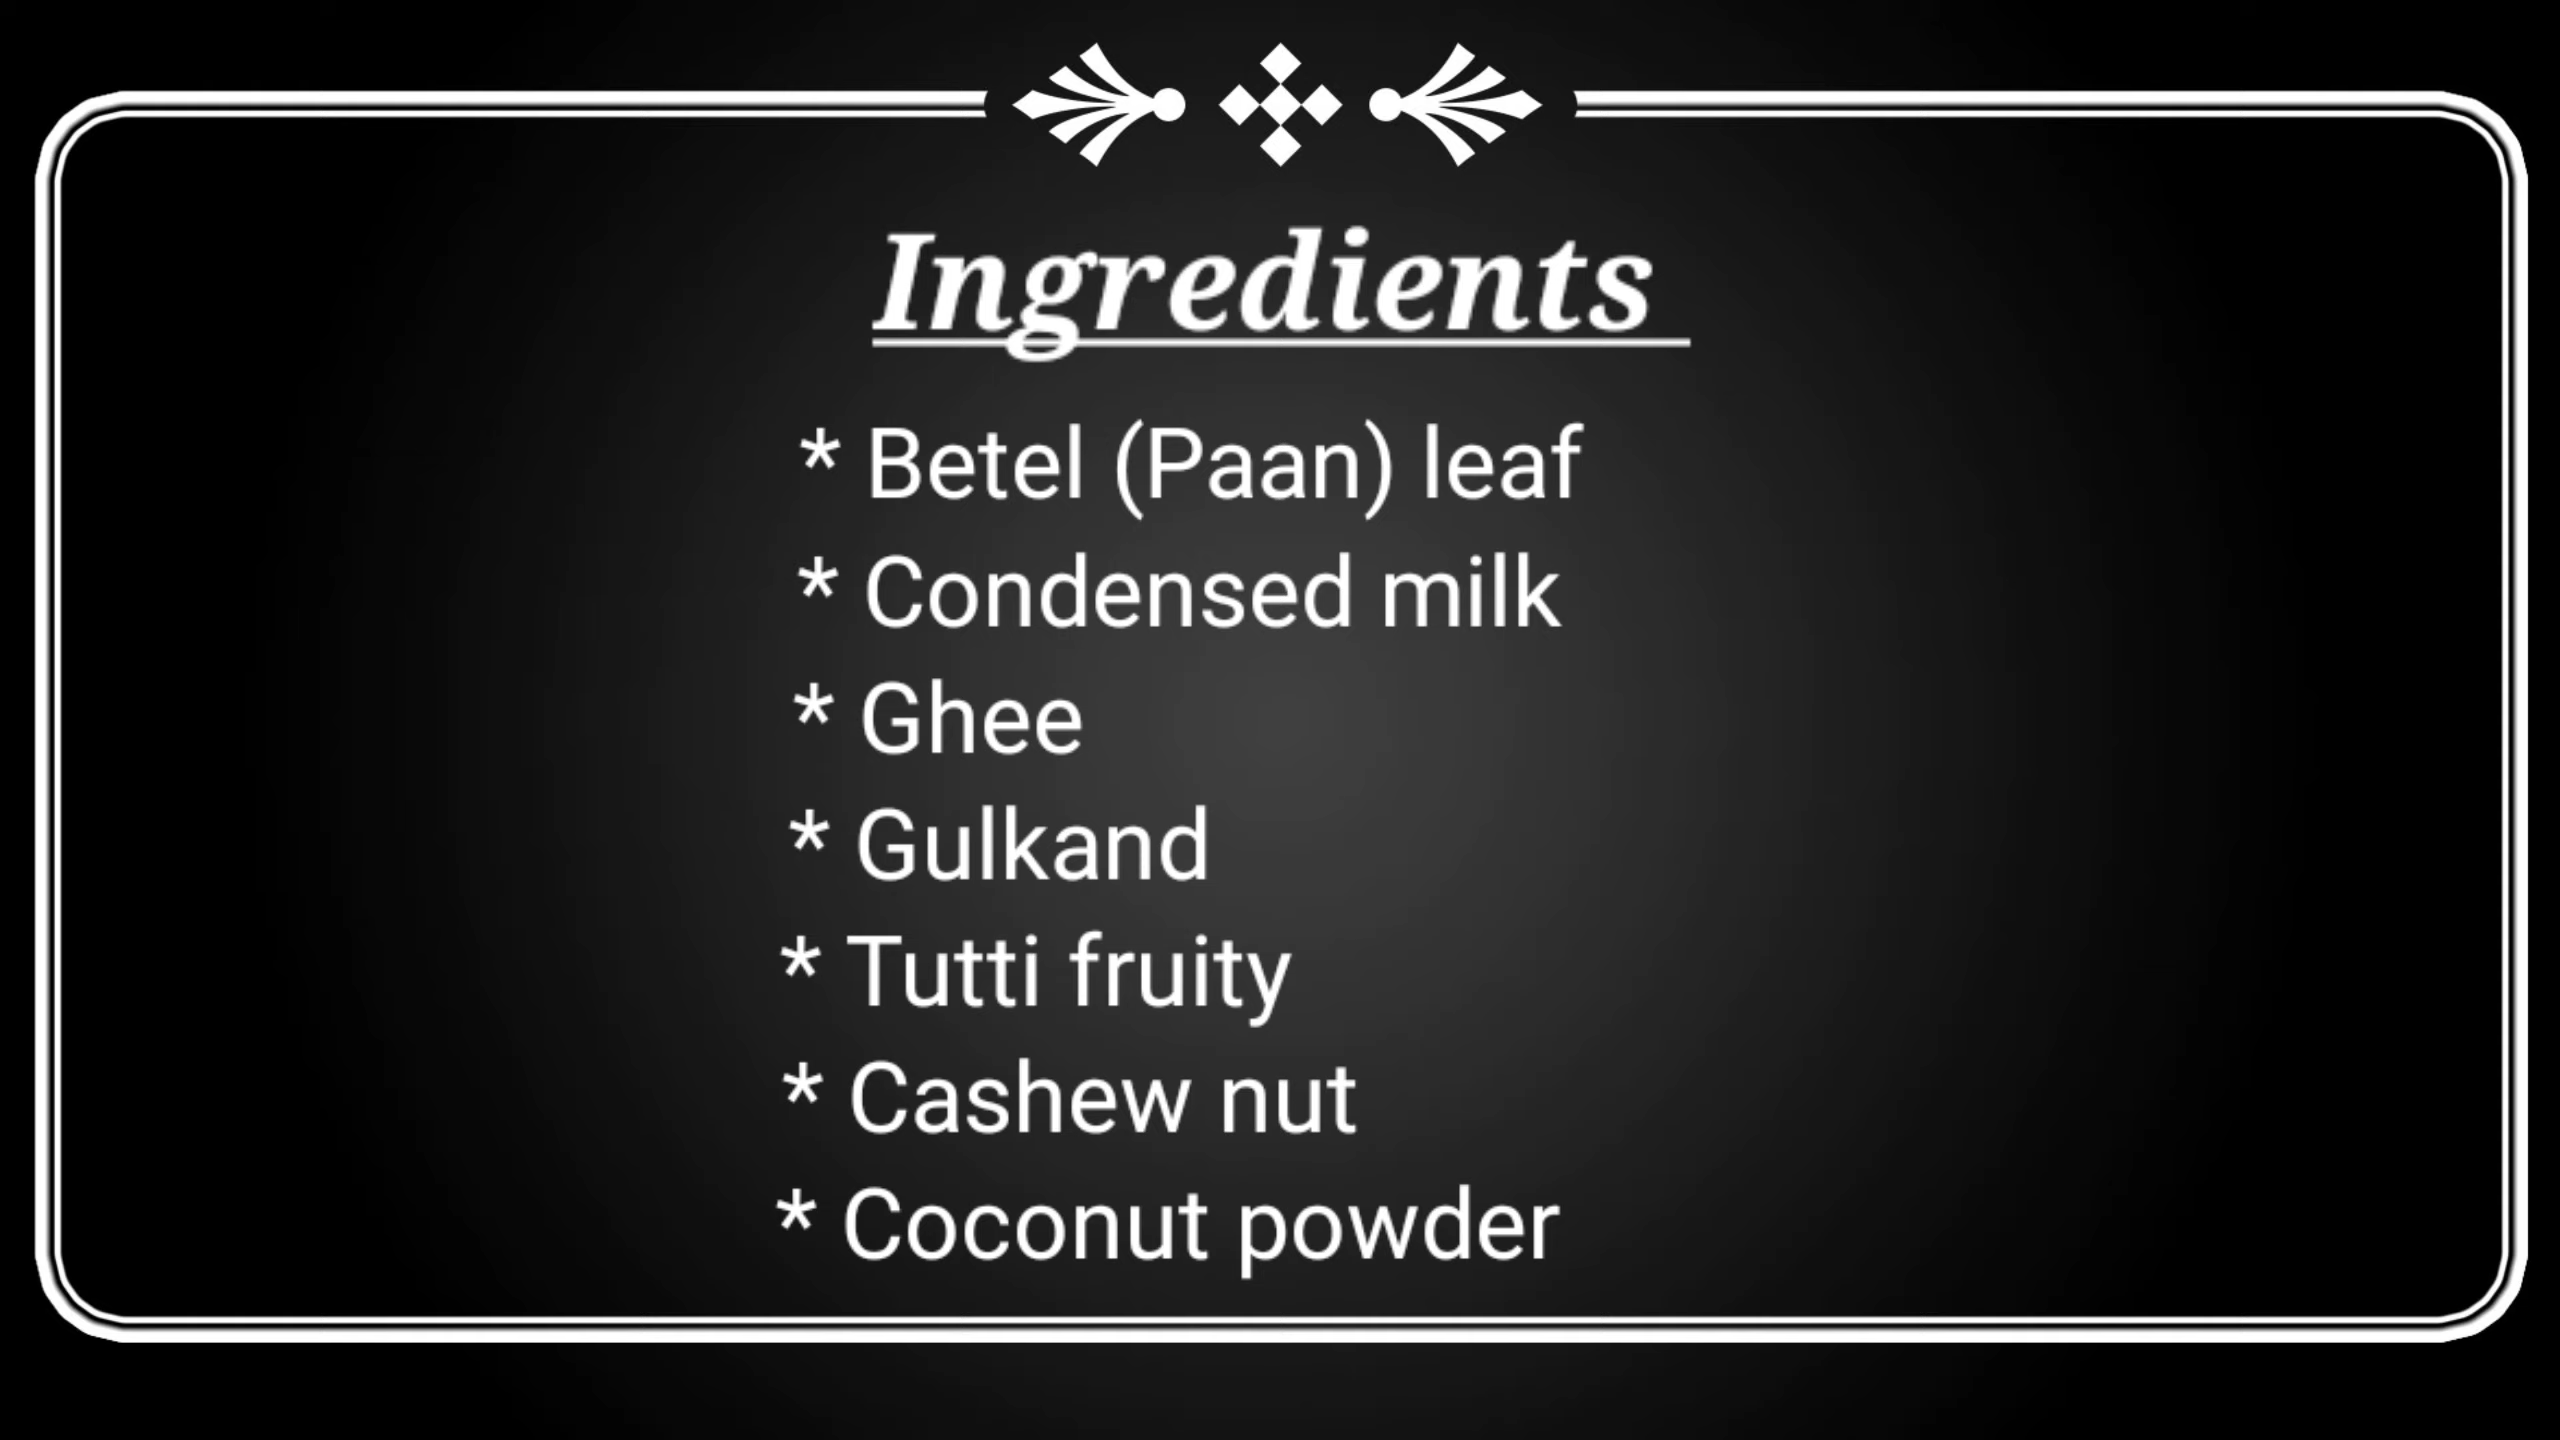 Ingredients
* Betel (Paan) leaf
* Condensed milk
* Ghee
* Gulkand
* Tutti fruity
* Cashew nut
* Coconut powder